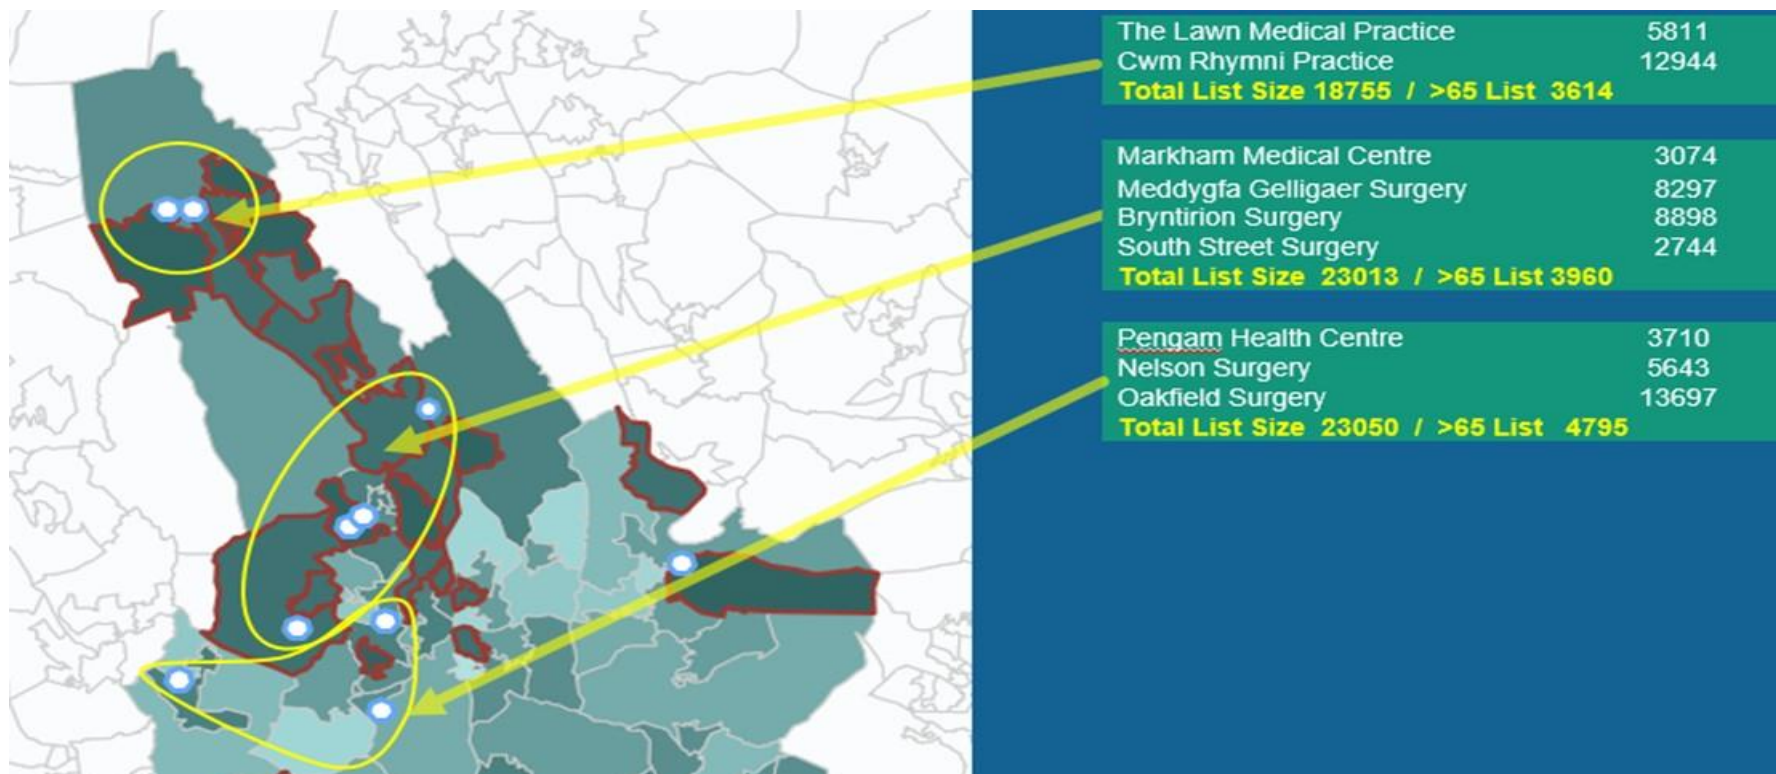 The Lawn Medical Practice 5811
Cwm Rhymni Practice 12944
Total List Size 18755 / >65 List 3614
Markham Medical Centre 3074
Meddygfa Gelligaer Surgery 8297
Bryntirion Surgery 8898
South Street Surgery 2744
Total List Size 23013 / >65 List 3960
Pengam Health Centre 3710
Nelson Surgery 5643
Oakfield Surgery 13697
Total List Size 23050 / >65 List 4795